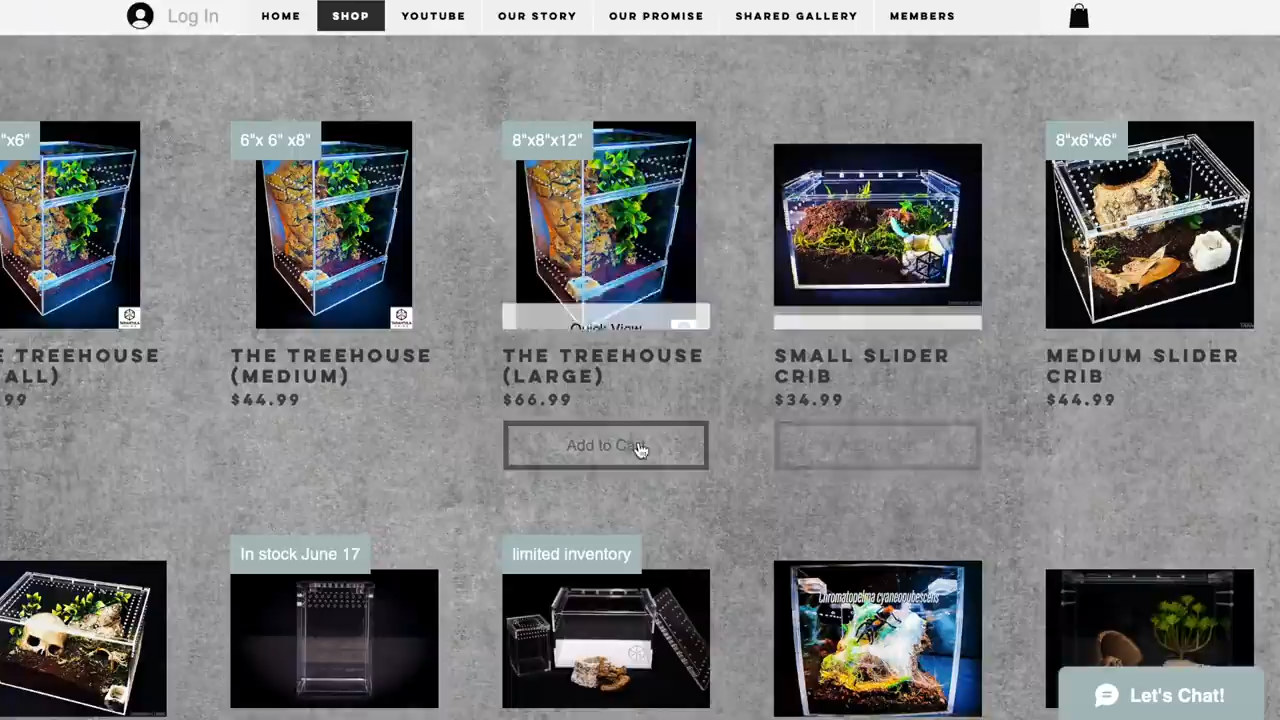 Log In
HOME
SHOP
YOUTUBE
OUR STORY
OUR PROMISE
SHARED GALLERY
MEMBERS
"x6"
6"x 6" x8"
8"x8"x12"
8"x6"x6"
Quick View
E TREEHOUSE
ALL)
99
THE TREEHOUSE
(MEDIUM)
$44.99
THE TREEHOUSE
(LARGE)
$66.99
Add to Cart
SMALL SLIDER
CRIB
$34.99
MEDIUM SLIDER
CRIB
$44.99
In stock June 17
limited inventory
Chromatopelma cyaneopubescens
Let's Chat!